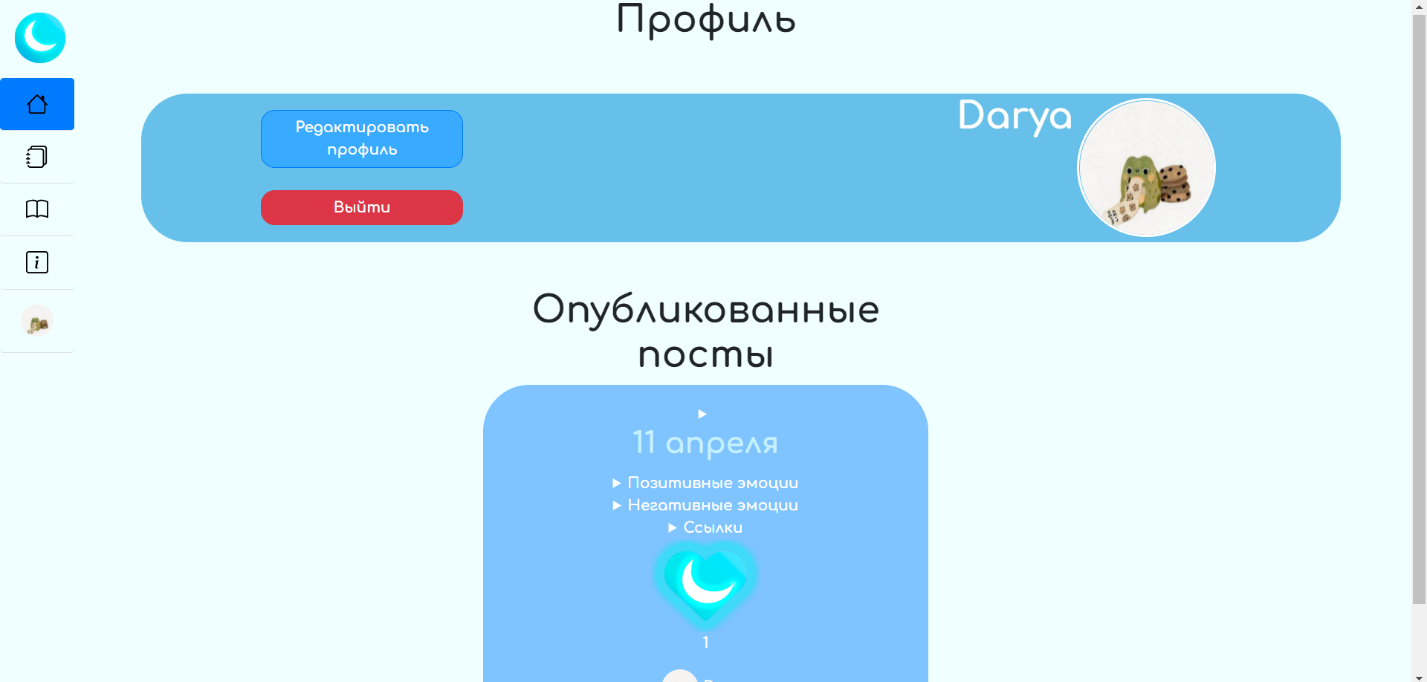 Профиль
Редактировать
профиль
Выйти
Darya
Опубликованные
посты
11 апреля
Позитивные эмоции
Негативные эмоции
Ссылки
1